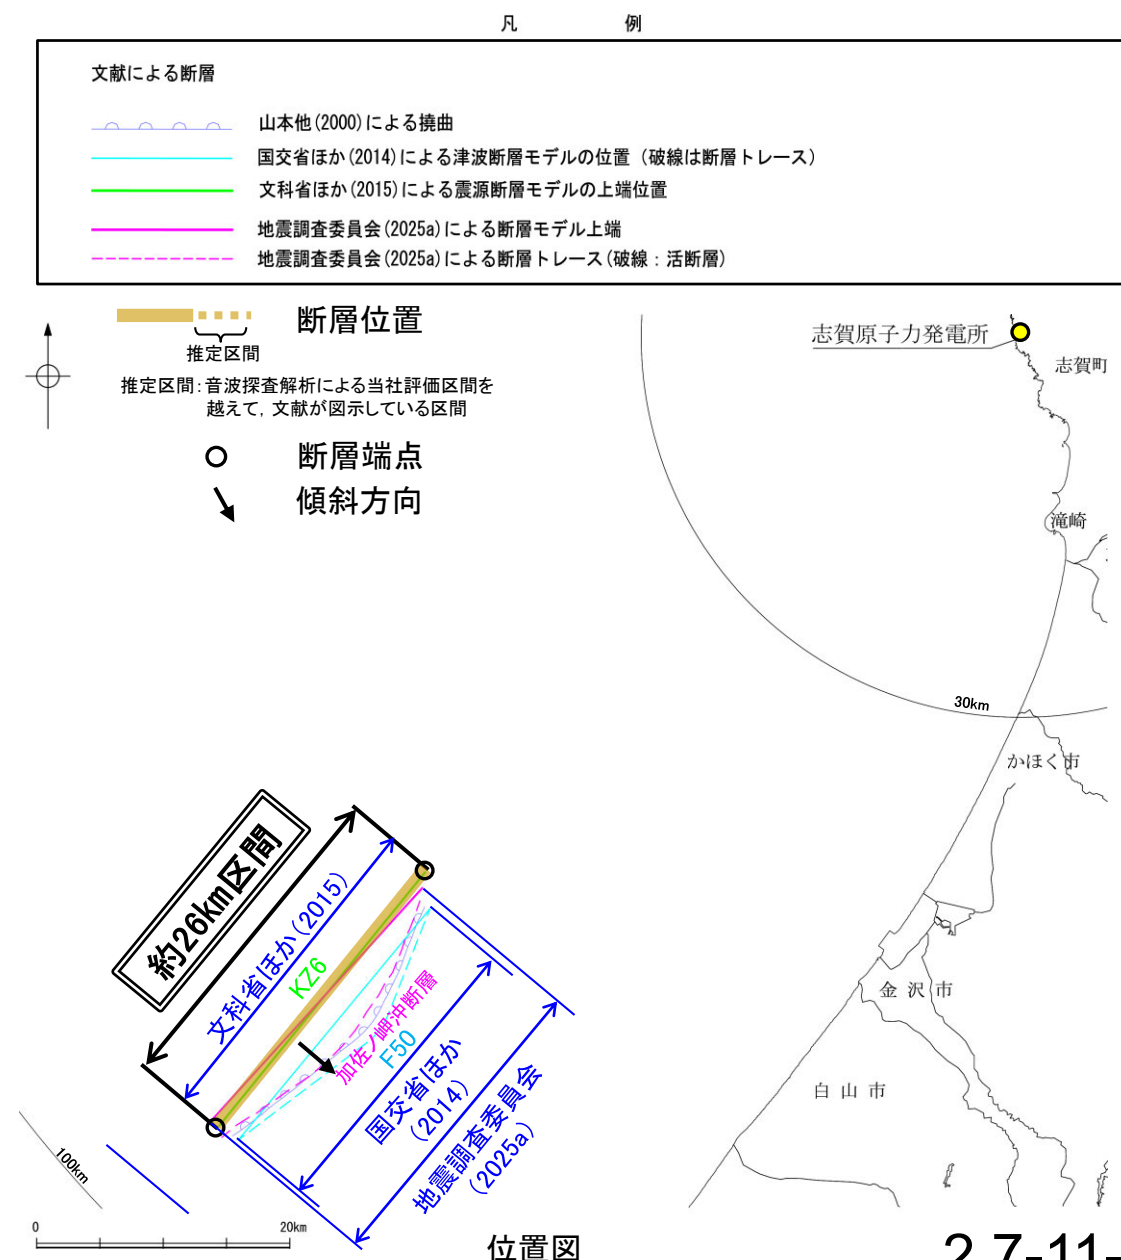 凡 例
文献による断層
山本他(2000)による撓曲
国交省ほか(2014)による津波断層モデルの位置（破線は断層トレース）
文科省ほか(2015)による震源断層モデルの上端位置
地震調査委員会(2025a)による断層モデル上端
地震調査委員会(2025a)による断層トレース(破線：活断層)
断層位置
推定区間
推定区間：音波探査解析による当社評価区間を
越えて，文献が図示している区間
断層端点
傾斜方向
志賀原子力発電所
志賀町
滝崎
30km
かほく市
金沢市
白山市
約26km区間
文科省ほか(2015)
KZ6
加佐ノ岬沖断層
F50
国交省ほか
(2014)
地震調査委員会
(2025a)
100km
0 20km
位置図
2.7-11-